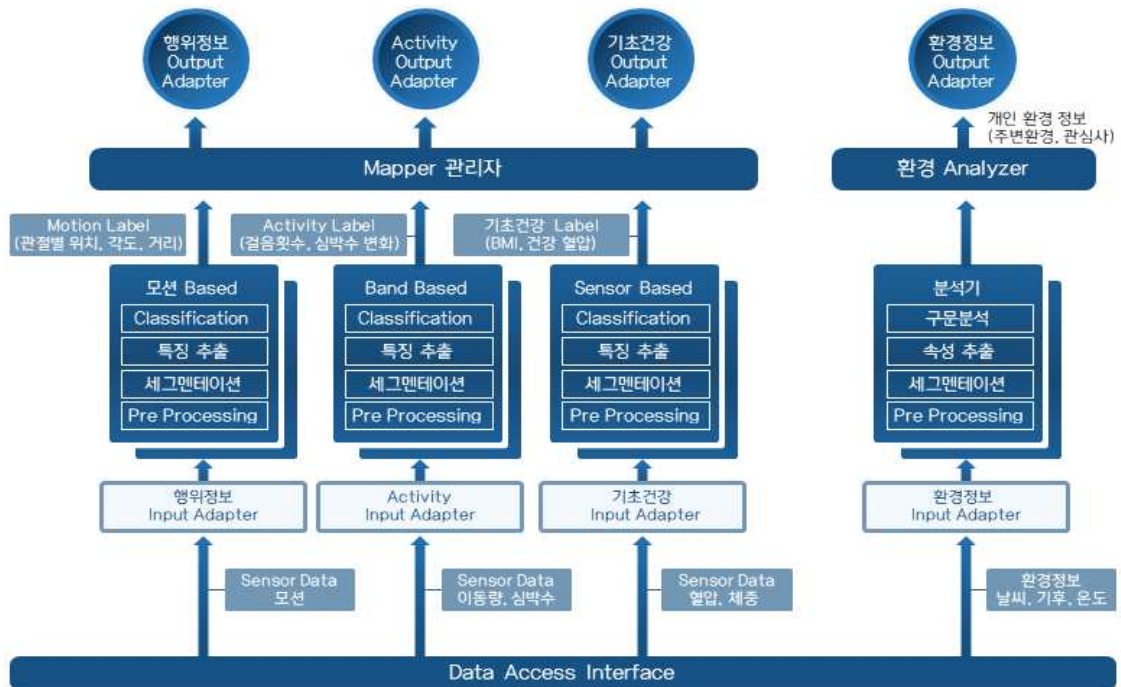 행위정보
Output
Adapter
Activity
Output
Adapter
기초건강
Output
Adapter
환경정보
Output
Adapter
개인 환경 정보
(주변환경, 관심사)
Mapper 관리자
환경 Analyzer
Motion Label
(관절별 위치, 각도, 거리)
Activity Label
(걸음횟수, 심박수 변화)
기초건강 Label
(BMI, 건강 혈압)
모션 Based
Classification
특징 추출
세그멘테이션
Pre Processing
Band Based
Classification
특징 추출
세그멘테이션
Pre Processing
Sensor Based
Classification
특징 추출
세그멘테이션
Pre Processing
분석기
구문분석
속성 추출
세그멘테이션
Pre Processing
행위정보
Input Adapter
Activity
Input Adapter
기초건강
Input Adapter
환경정보
Input Adapter
Sensor Data
모션
Sensor Data
이동량, 심박수
Sensor Data
혈압, 체중
환경정보
날씨, 기후, 온도
Data Access Interface